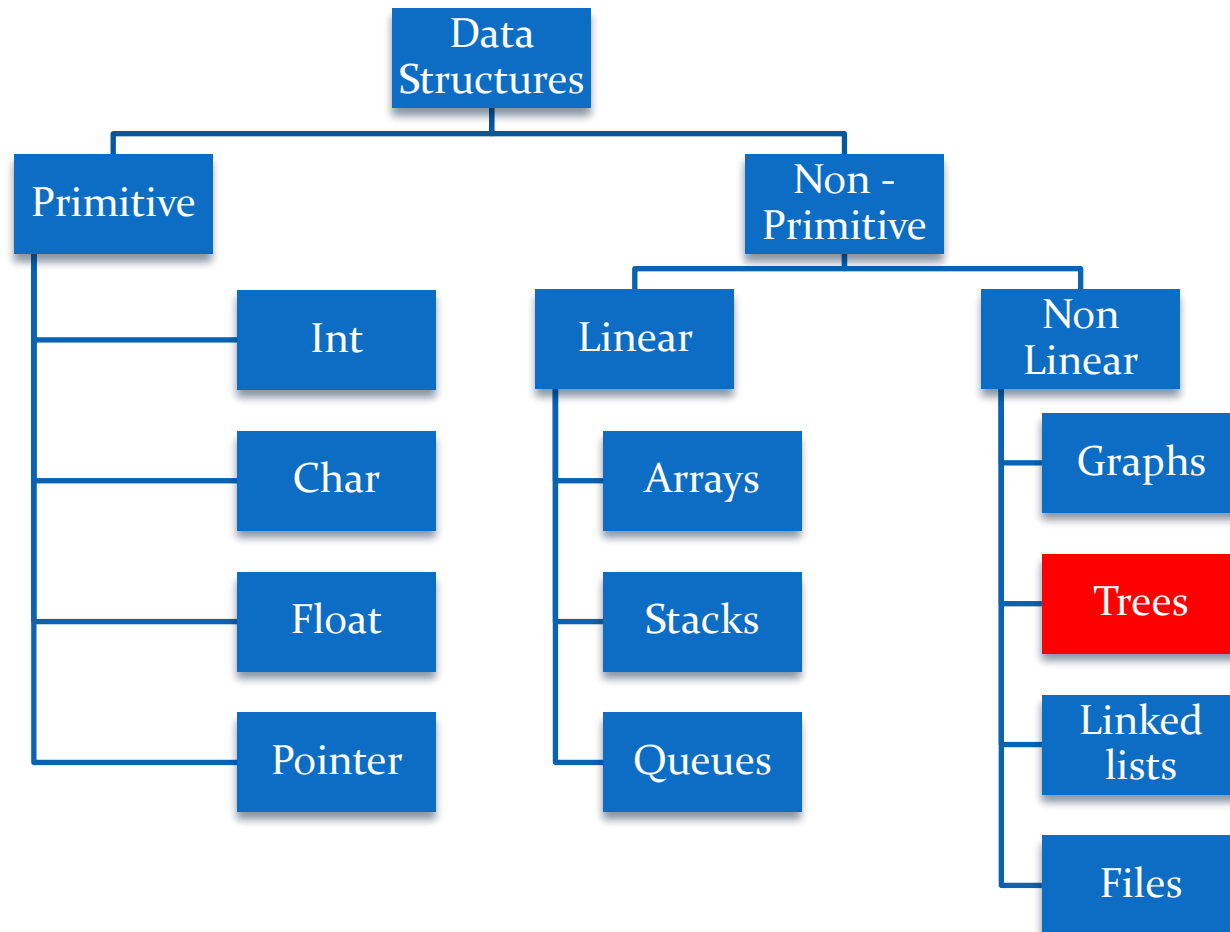 Data
Structures
Primitive
Non -
Primitive
Int
Char
Float
Pointer
Linear
Arrays
Stacks
Queues
Non
Linear
Graphs
Trees
Linked
lists
Files